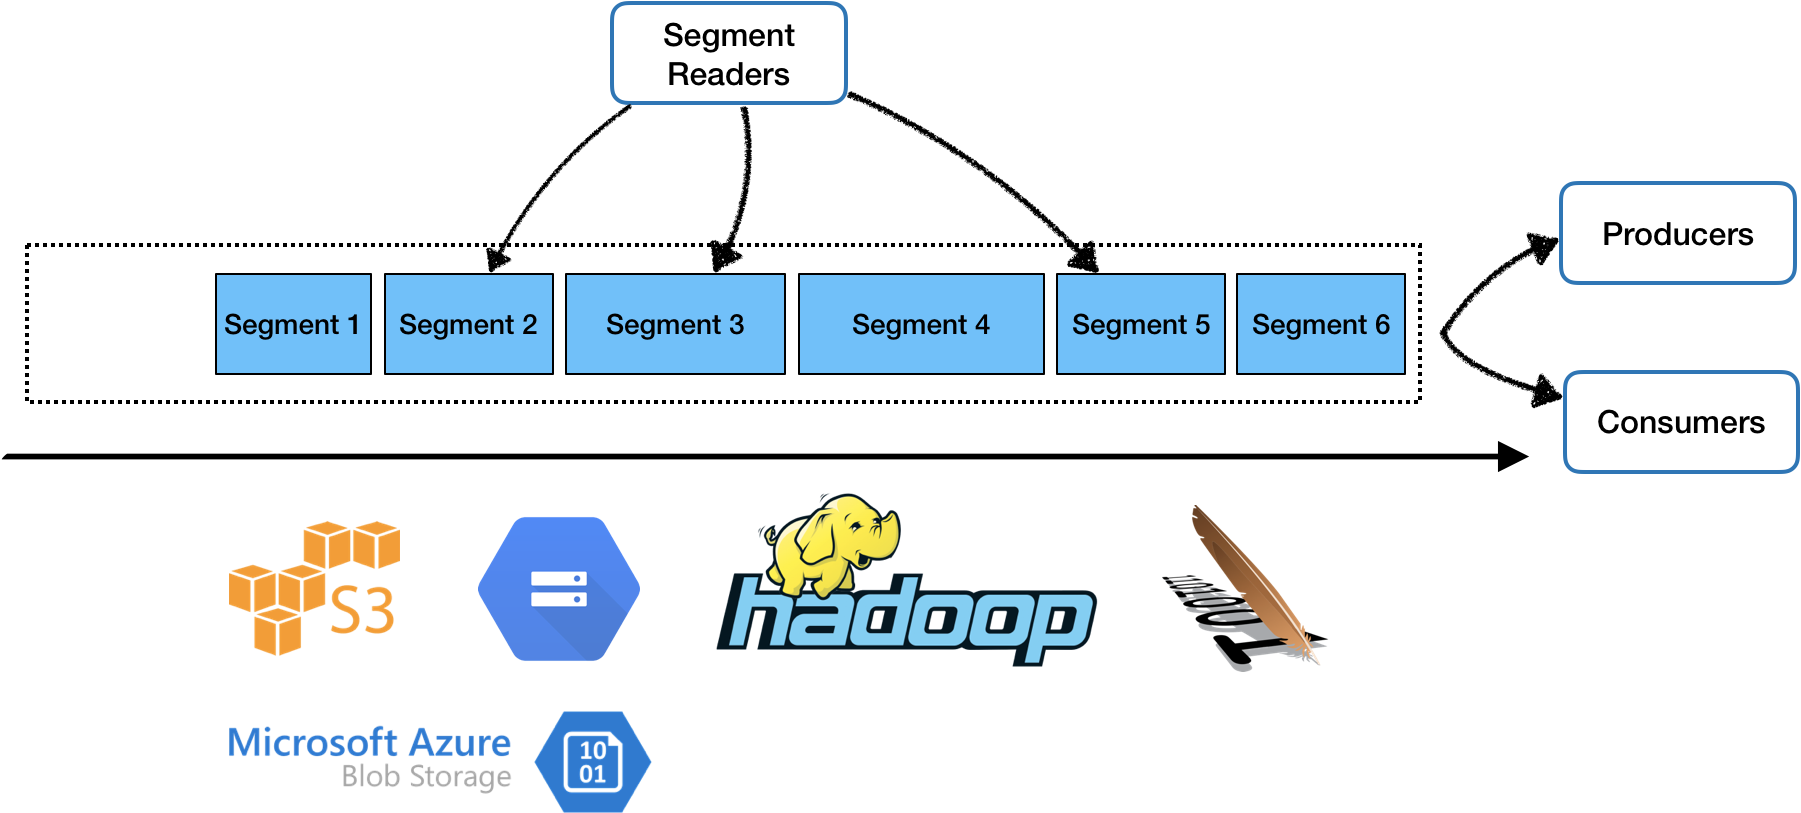 Segment
Readers
Producers
Segment 1
Segment 2
Segment 3
Segment 4
Segment 5
Segment 6
Consumers
S3
hadoop
Microsoft Azure
Blob Storage
10
01